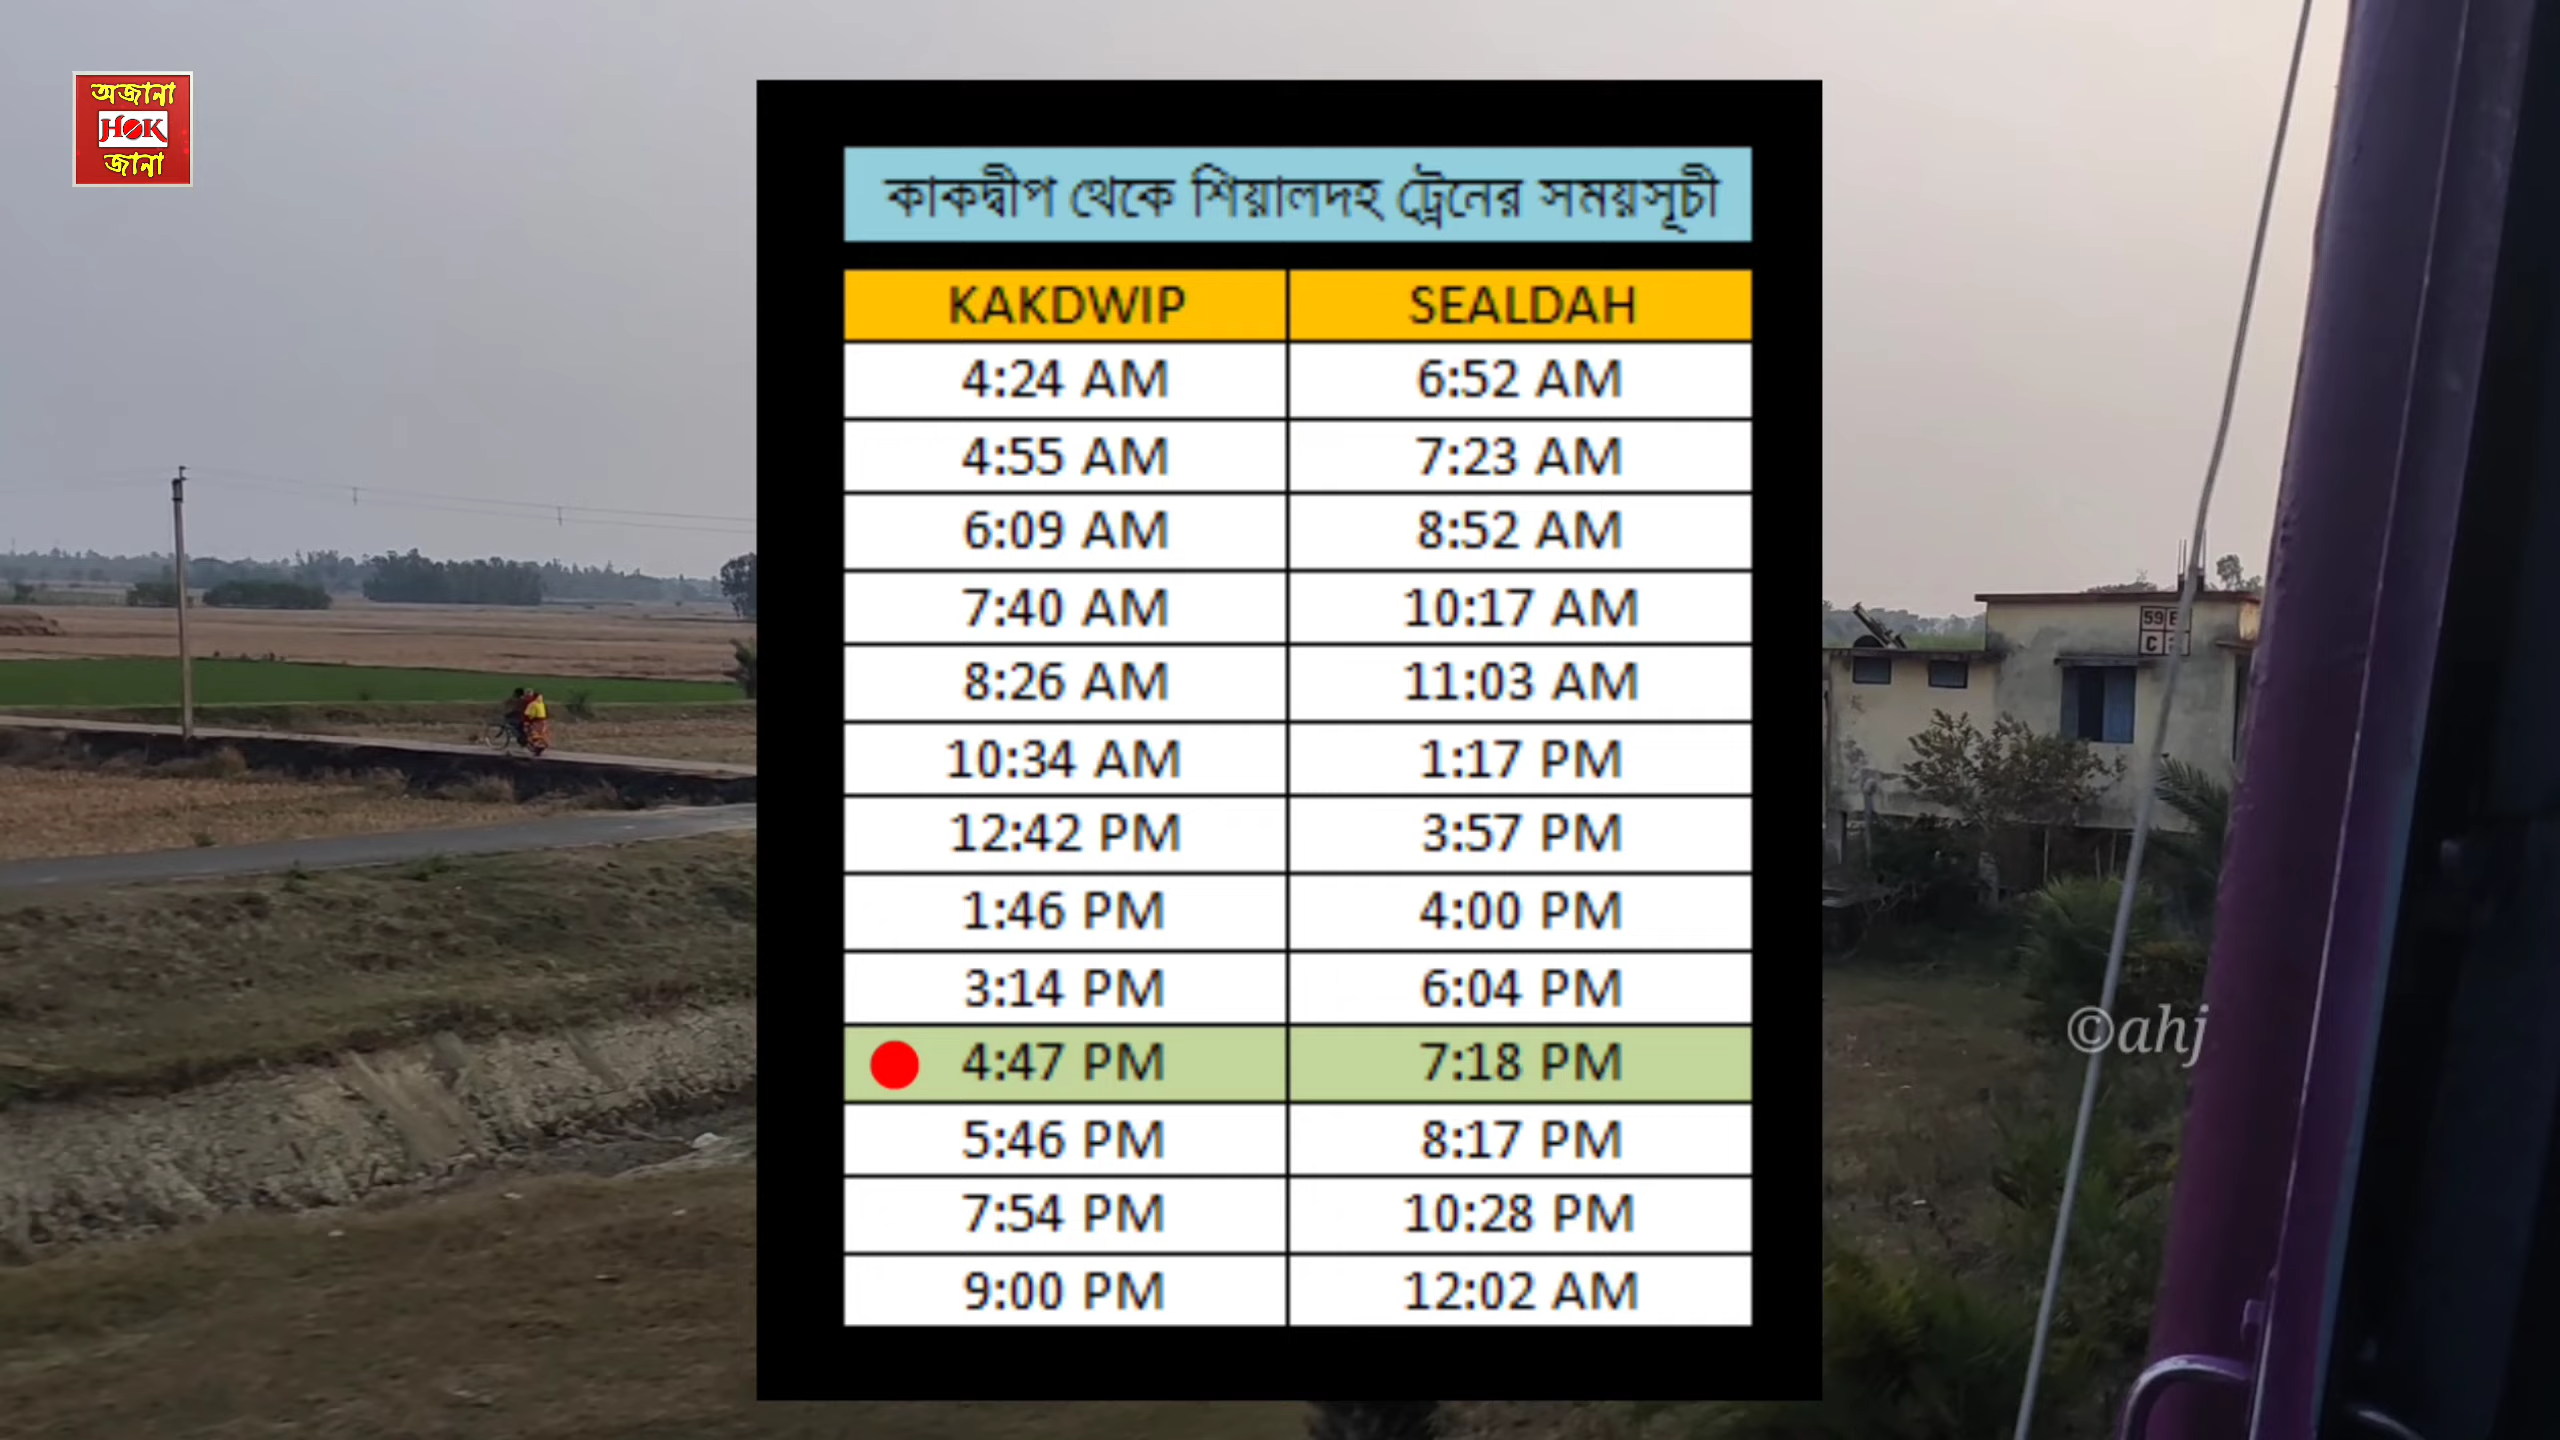 অজানা
HOK
জানা
কাকদ্বীপ থেকে শিয়ালদহ ট্রেনের সময়সূচী
KAKDWIP SEALDAH
4:24 AM 6:52 AM
4:55 AM 7:23 AM
6:09 AM 8:52 AM
7:40 AM 10:17 AM
8:26 AM 11:03 AM
10:34 AM 1:17 PM
12:42 PM 3:57 PM
1:46 PM 4:00 PM
3:14 PM 6:04 PM
4:47 PM 7:18 PM
5:46 PM 8:17 PM
7:54 PM 10:28 PM
9:00 PM 12:02 AM
59
C
©ahj